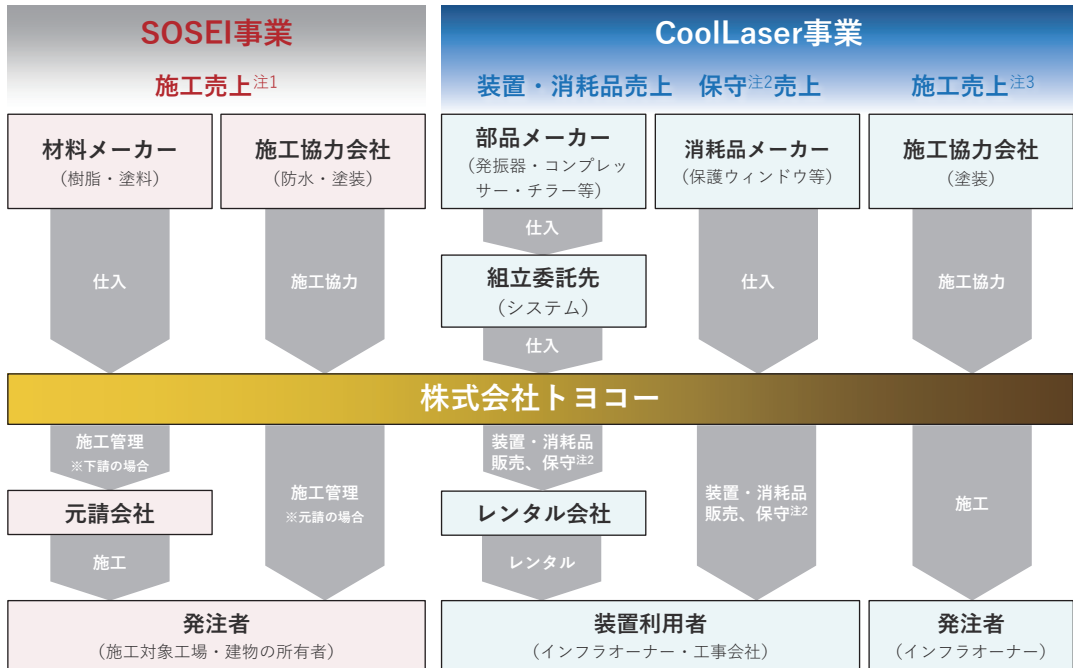 SOSEI事業
CoolLaser事業
施工売上注1
装置・消耗品売上 保守注2売上
施工売上注3
材料メーカー
（樹脂・塗料）
施工協力会社
（防水・塗装）
部品メーカー
（発振器・コンプレッ
サー・チラー等）
消耗品メーカー
（保護ウィンドウ等）
施工協力会社
（塗装）
仕入
施工協力
仕入
組立委託先
（システム）
仕入
仕入
施工協力
株式会社トヨコー
施工管理
※下請の場合
元請会社
施工
施工管理
※元請の場合
装置・消耗品
販売、保守注2
レンタル会社
レンタル
装置・消耗品
販売、保守注2
施工
発注者
（施工対象工場・建物の所有者）
装置利用者
（インフラオーナー・工事会社）
発注者
（インフラオーナー）